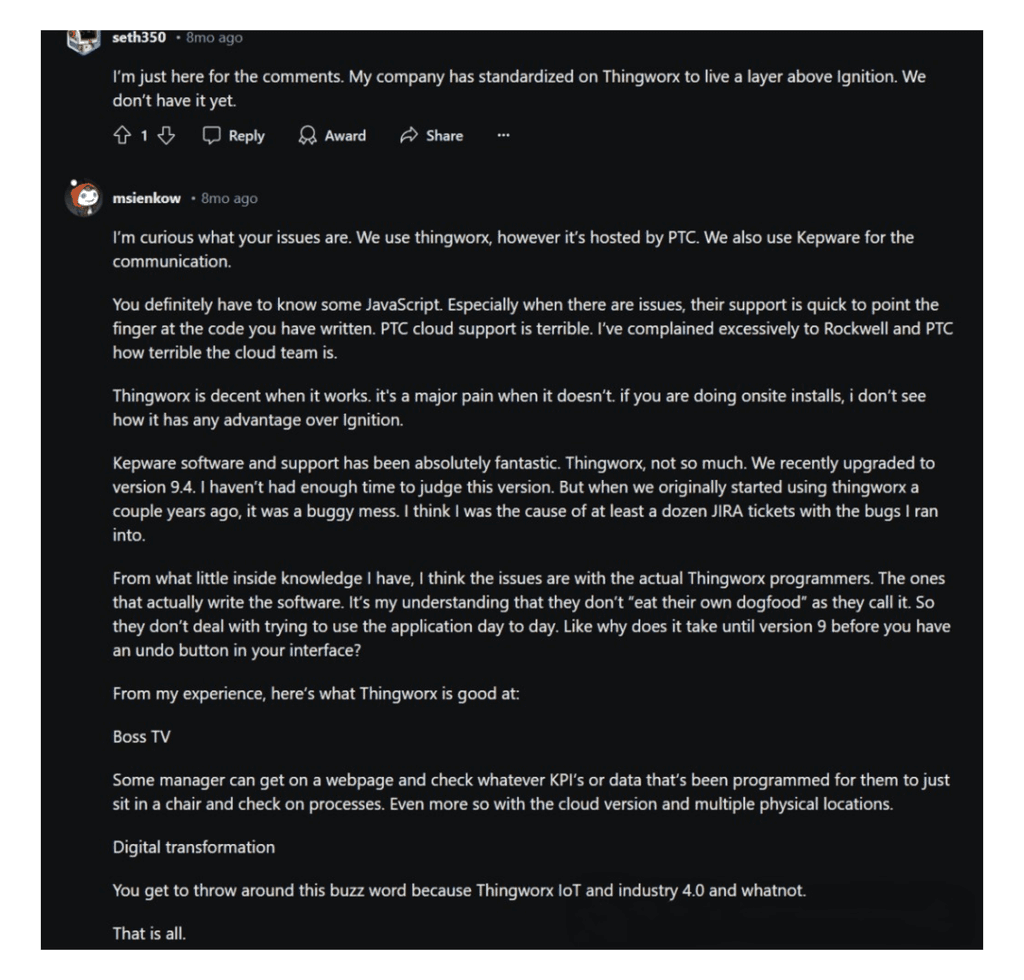 seth350 • 8mo ago
I'm just here for the comments. My company has standardized on Thingworx to live a layer above Ignition. We
don't have it yet.
1 Reply Award Share ...
msienkow • 8mo ago
I'm curious what your issues are. We use thingworx, however it's hosted by PTC. We also use Kepware for the
communication.
You definitely have to know some JavaScript. Especially when there are issues, their support is quick to point the
finger at the code you have written. PTC cloud support is terrible. I've complained excessively to Rockwell and PTC
how terrible the cloud team is.
Thingworx is decent when it works. it's a major pain when it doesn't. if you are doing onsite installs, i don't see
how it has any advantage over Ignition.
Kepware software and support has been absolutely fantastic. Thingworx, not so much. We recently upgraded to
version 9.4. I haven't had enough time to judge this version. But when we originally started using thingworx a
couple years ago, it was a buggy mess. I think I was the cause of at least a dozen JIRA tickets with the bugs I ran
into.
From what little inside knowledge I have, I think the issues are with the actual Thingworx programmers. The ones
that actually write the software. It's my understanding that they don't "eat their own dogfood" as they call it. So
they don't deal with trying to use the application day to day. Like why does it take until version 9 before you have
an undo button in your interface?
From my experience, here's what Thingworx is good at:
Boss TV
Some manager can get on a webpage and check whatever KPI's or data that's been programmed for them to just
sit in a chair and check on processes. Even more so with the cloud version and multiple physical locations.
Digital transformation
You get to throw around this buzz word because Thingworx IoT and industry 4.0 and whatnot.
That is all.